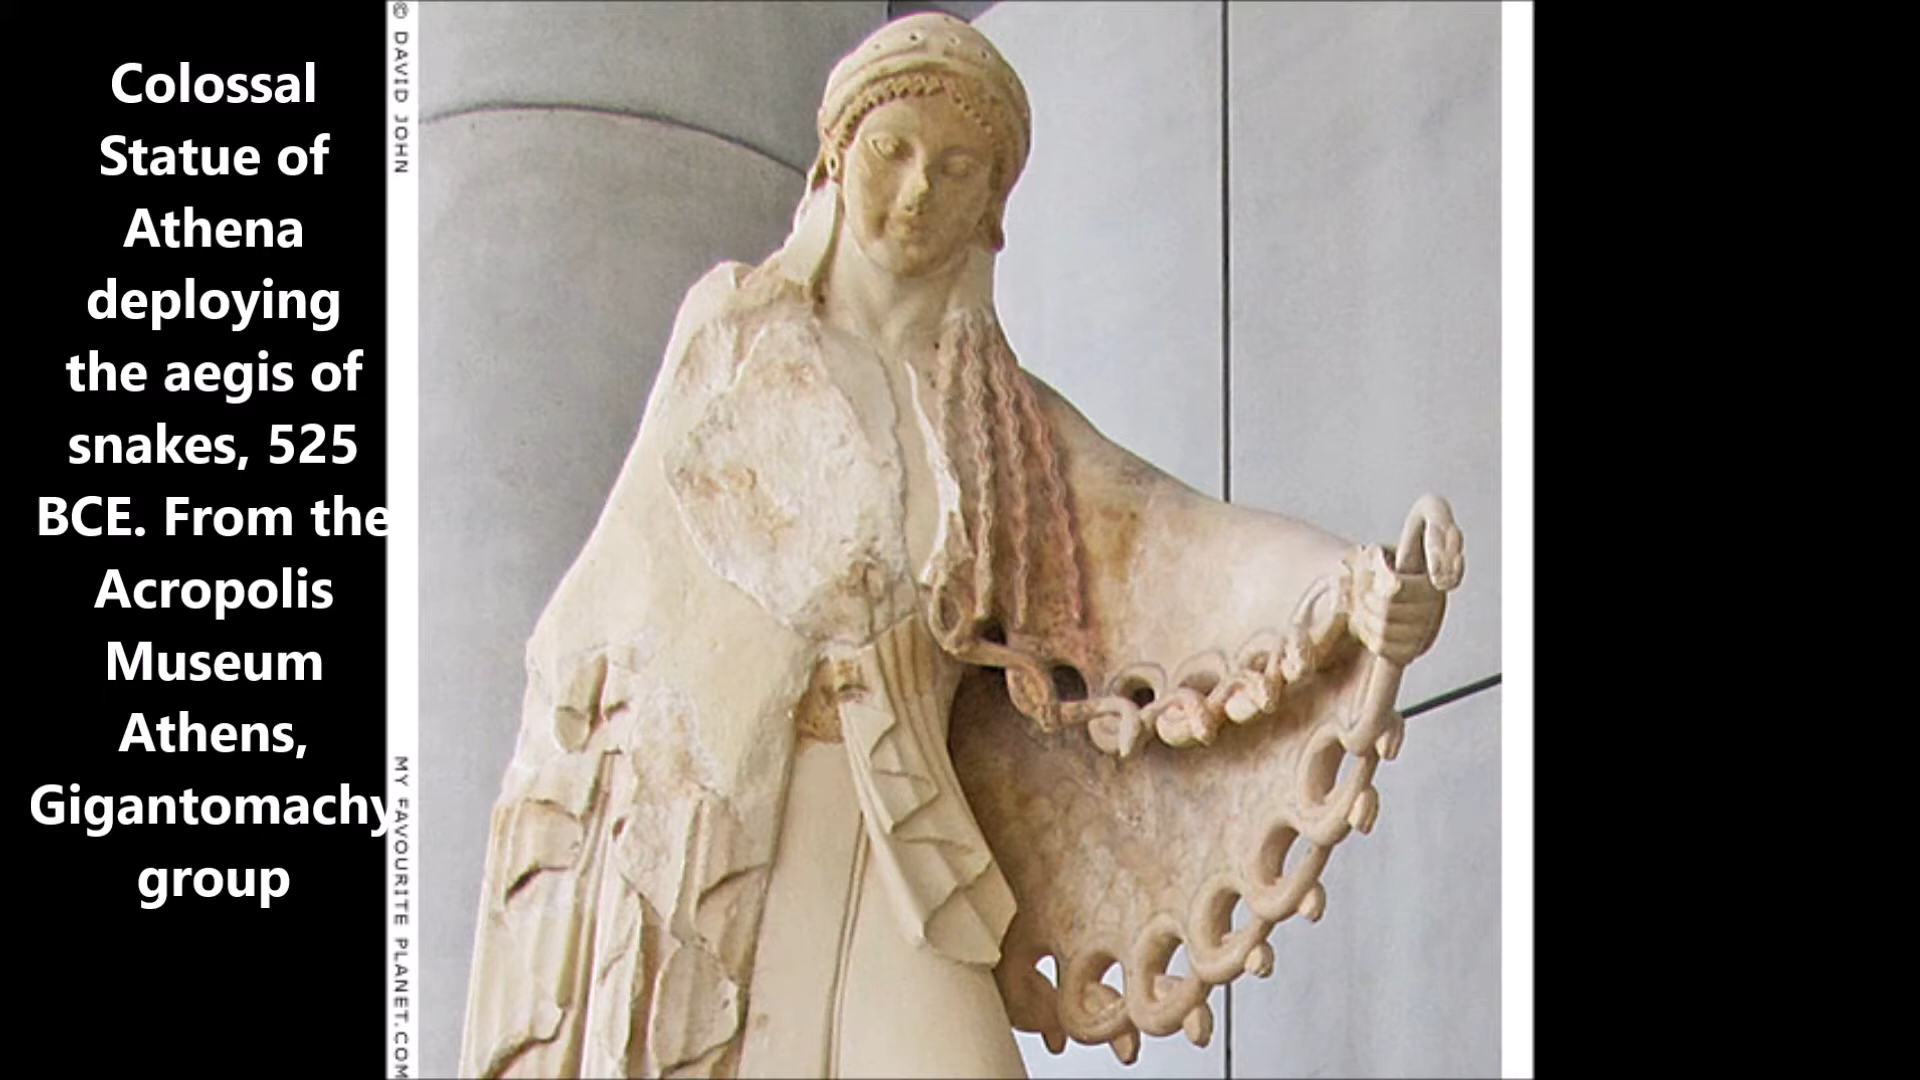 Colossal
Statue of
Athena
deploying
the aegis of
snakes, 525
BCE. From the
Acropolis
Museum
Athens,
Gigantomachy
group
© DAVID JOHN
MY FAVOURITE PLANET.COM